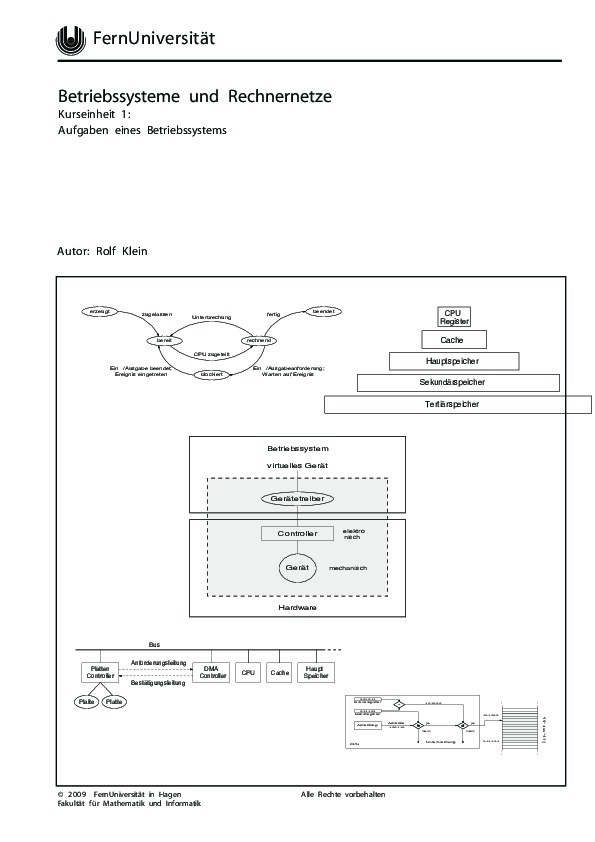 FernUniversität
Betriebssysteme und Rechnernetze
Kurseinheit 1:
Aufgaben eines Betriebssystems
Autor: Rolf Klein
erzeugt
zugelassen
Unterbrechung
fertig
beendet
bereit
rechnend
CPU zugeteilt
Ein /Ausgabe beendet;
Ereignis eingetreten
blockiert
Ein /Ausgabeanforderung;
Warten auf Ereignis
CPU
Register
Cache
Hauptspeicher
Sekundärspeicher
Tertiärspeicher
Betriebssystem
virtuelles Gerät
Gerätetreiber
Controller
elektro
nisch
Gerät
mechanisch
Hardware
Bus
Platten
Controller
Anforderungsleitung
Bestätigungsleitung
DMA
Controller
CPU
Cache
Haupt
Speicher
Platte
Platte
© 2009 FernUniversität in Hagen
Fakultät für Mathematik und Informatik
Alle Rechte vorbehalten